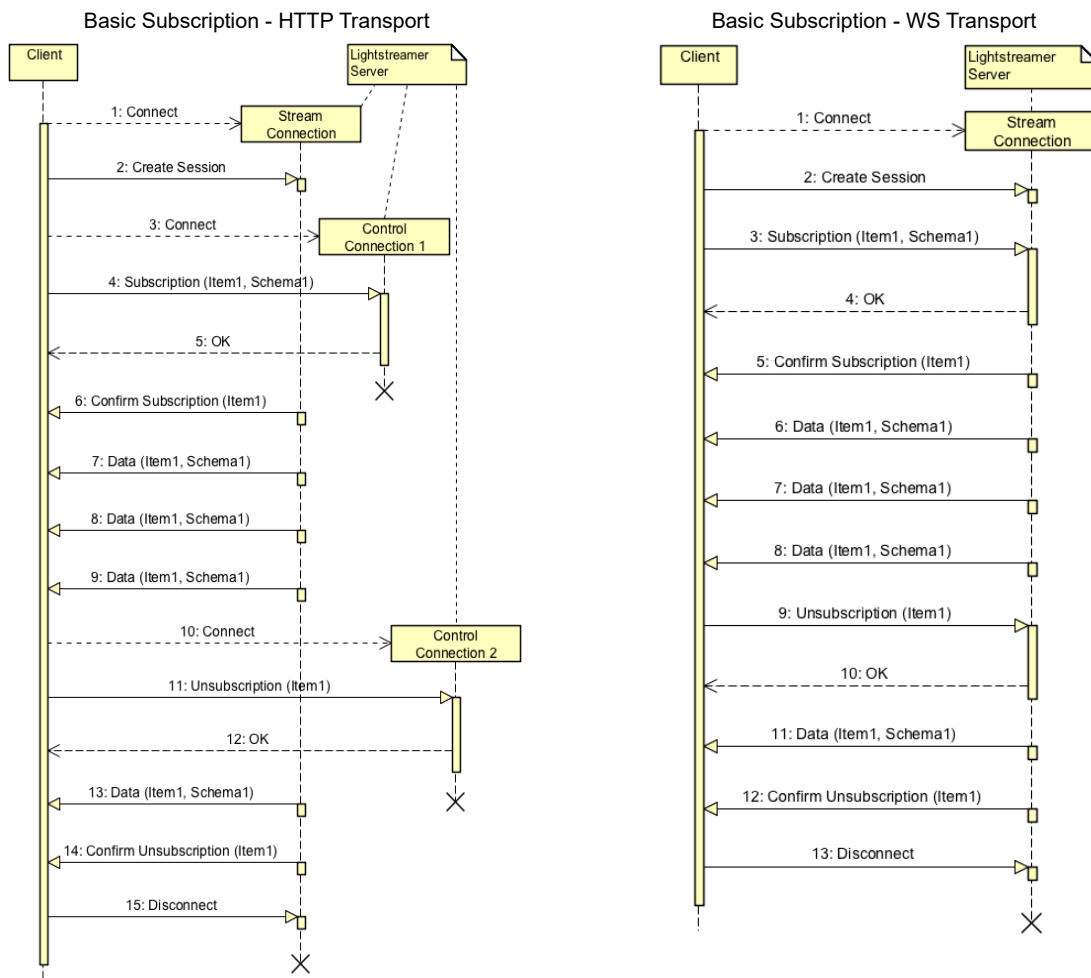 Basic Subscription - HTTP Transport
Client
Lightstreamer
Server
1: Connect
Stream
Connection
2: Create Session
3: Connect
Control
Connection 1
4: Subscription (Item1, Schema1)
5: OK
6: Confirm Subscription (Item1)
7: Data (Item1, Schema1)
8: Data (Item1, Schema1)
9: Data (Item1, Schema1)
10: Connect
Control
Connection 2
11: Unsubscription (Item1)
12: OK
13: Data (Item1, Schema1)
14: Confirm Unsubscription (Item1)
15: Disconnect
Basic Subscription - WS Transport
Client
Lightstreamer
Server
1: Connect
Stream
Connection
2: Create Session
3: Subscription (Item1, Schema1)
4: OK
5: Confirm Subscription (Item1)
6: Data (Item1, Schema1)
7: Data (Item1, Schema1)
8: Data (Item1, Schema1)
9: Unsubscription (Item1)
10: OK
11: Data (Item1, Schema1)
12: Confirm Unsubscription (Item1)
13: Disconnect